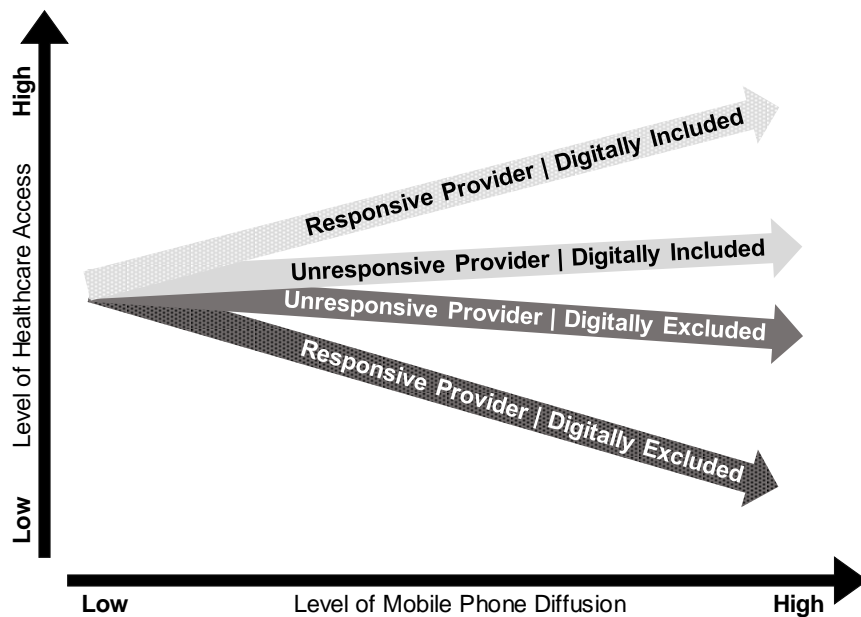 High
Level of Healthcare Access
Low
Responsive Provider | Digitally Included
Unresponsive Provider | Digitally Included
Unresponsive Provider | Digitally Excluded
Responsive Provider | Digitally Excluded
Low
Level of Mobile Phone Diffusion
High